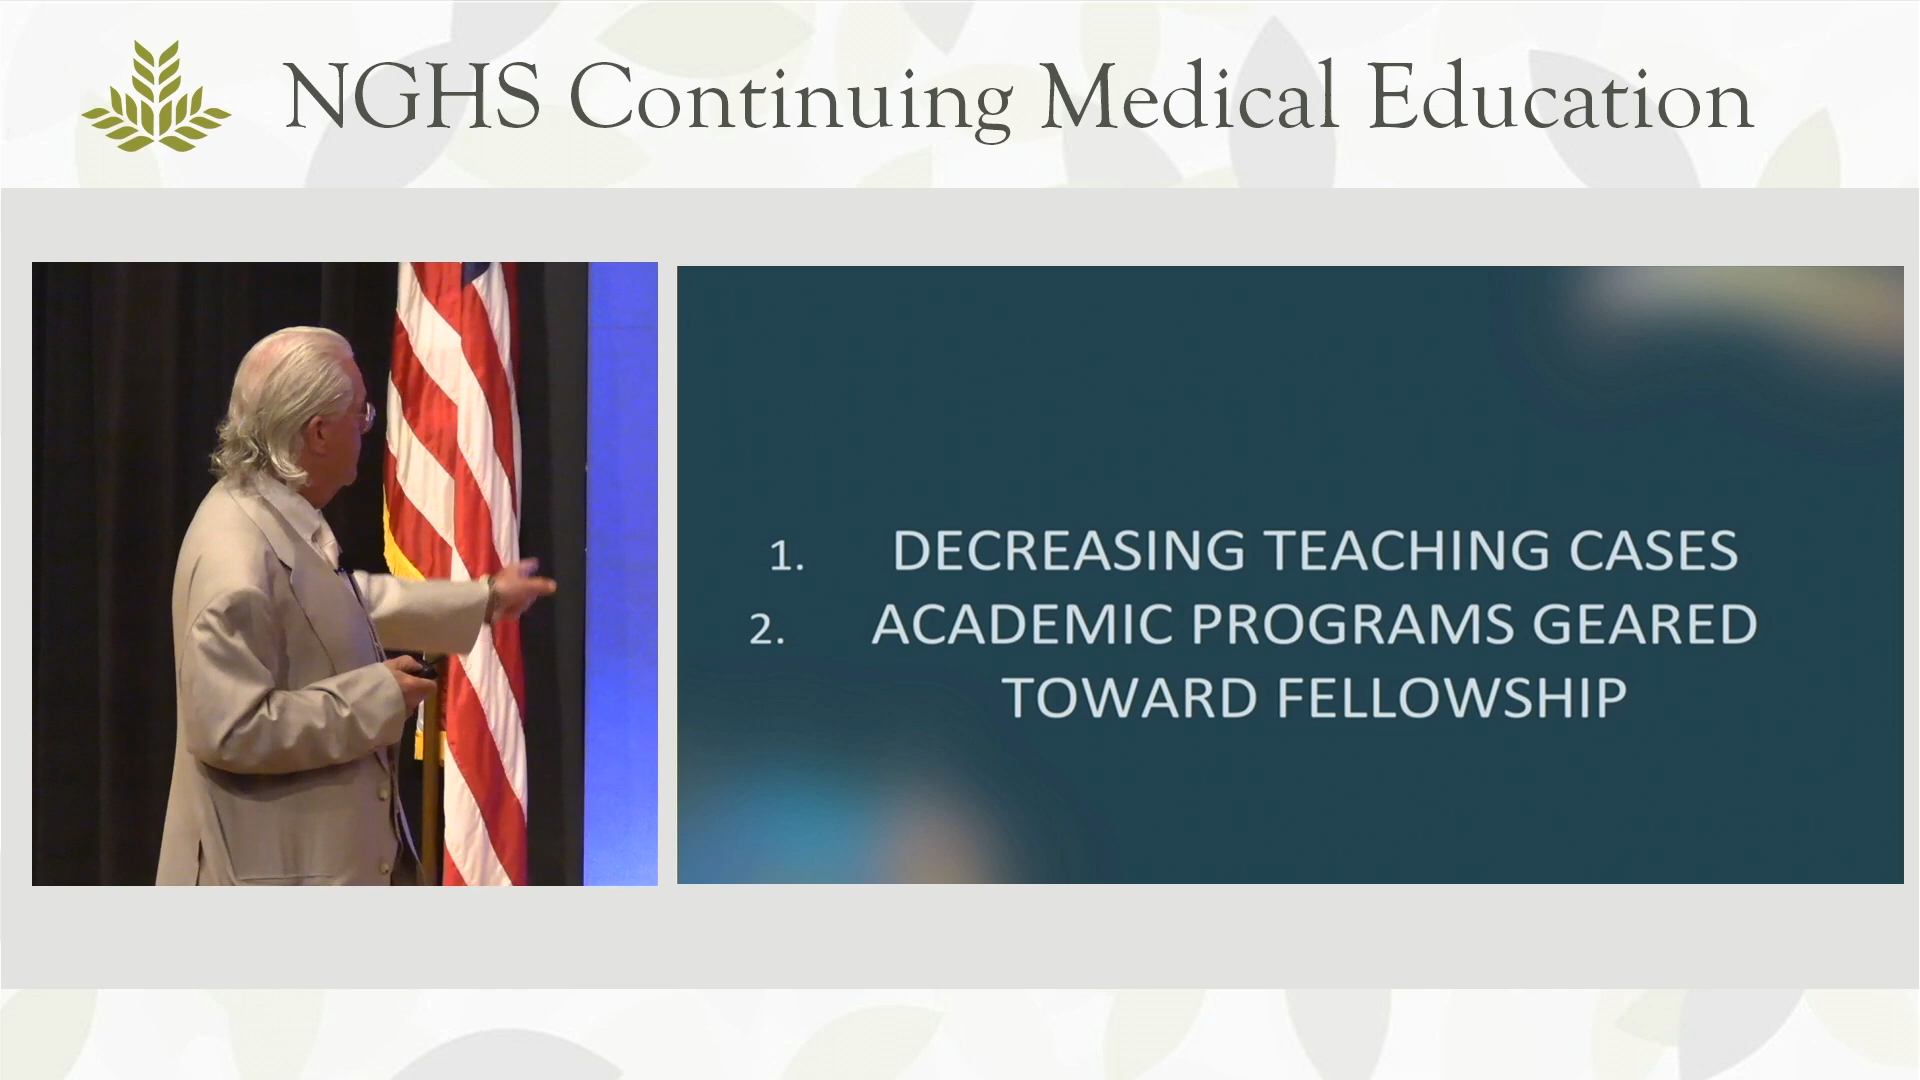 NGHS Continuing Medical Education
1. DECREASING TEACHING CASES
2. ACADEMIC PROGRAMS GEARED
TOWARD FELLOWSHIP